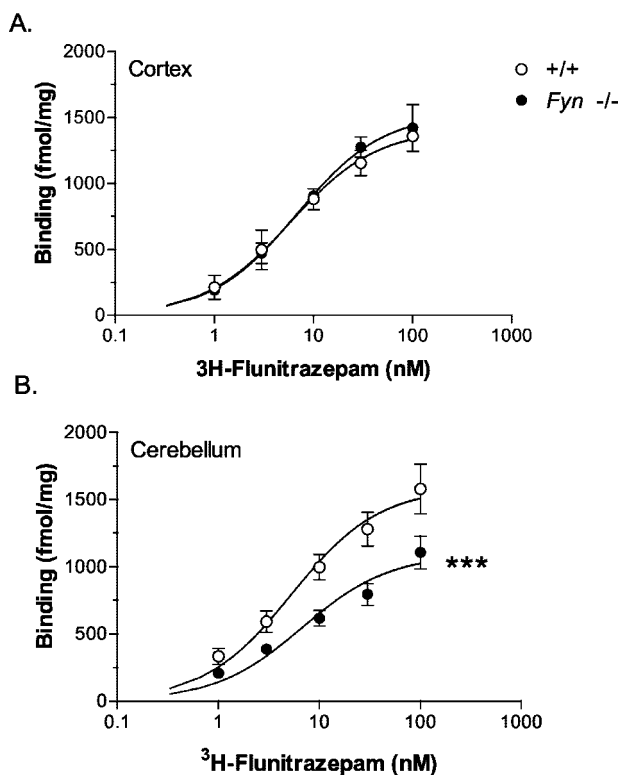 A.
2000
Cortex
+/+
Fyn -/-
1500
1000
500
0
Binding (fmol/mg)
0.1 1 10 100 1000
3H-Flunitrazepam (nM)
B.
2000
Cerebellum
1500
1000
***
500
0
Binding (fmol/mg)
0.1 1 10 100 1000
³H-Flunitrazepam (nM)